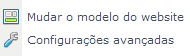 Mudar o modelo do website
Configurações avançadas